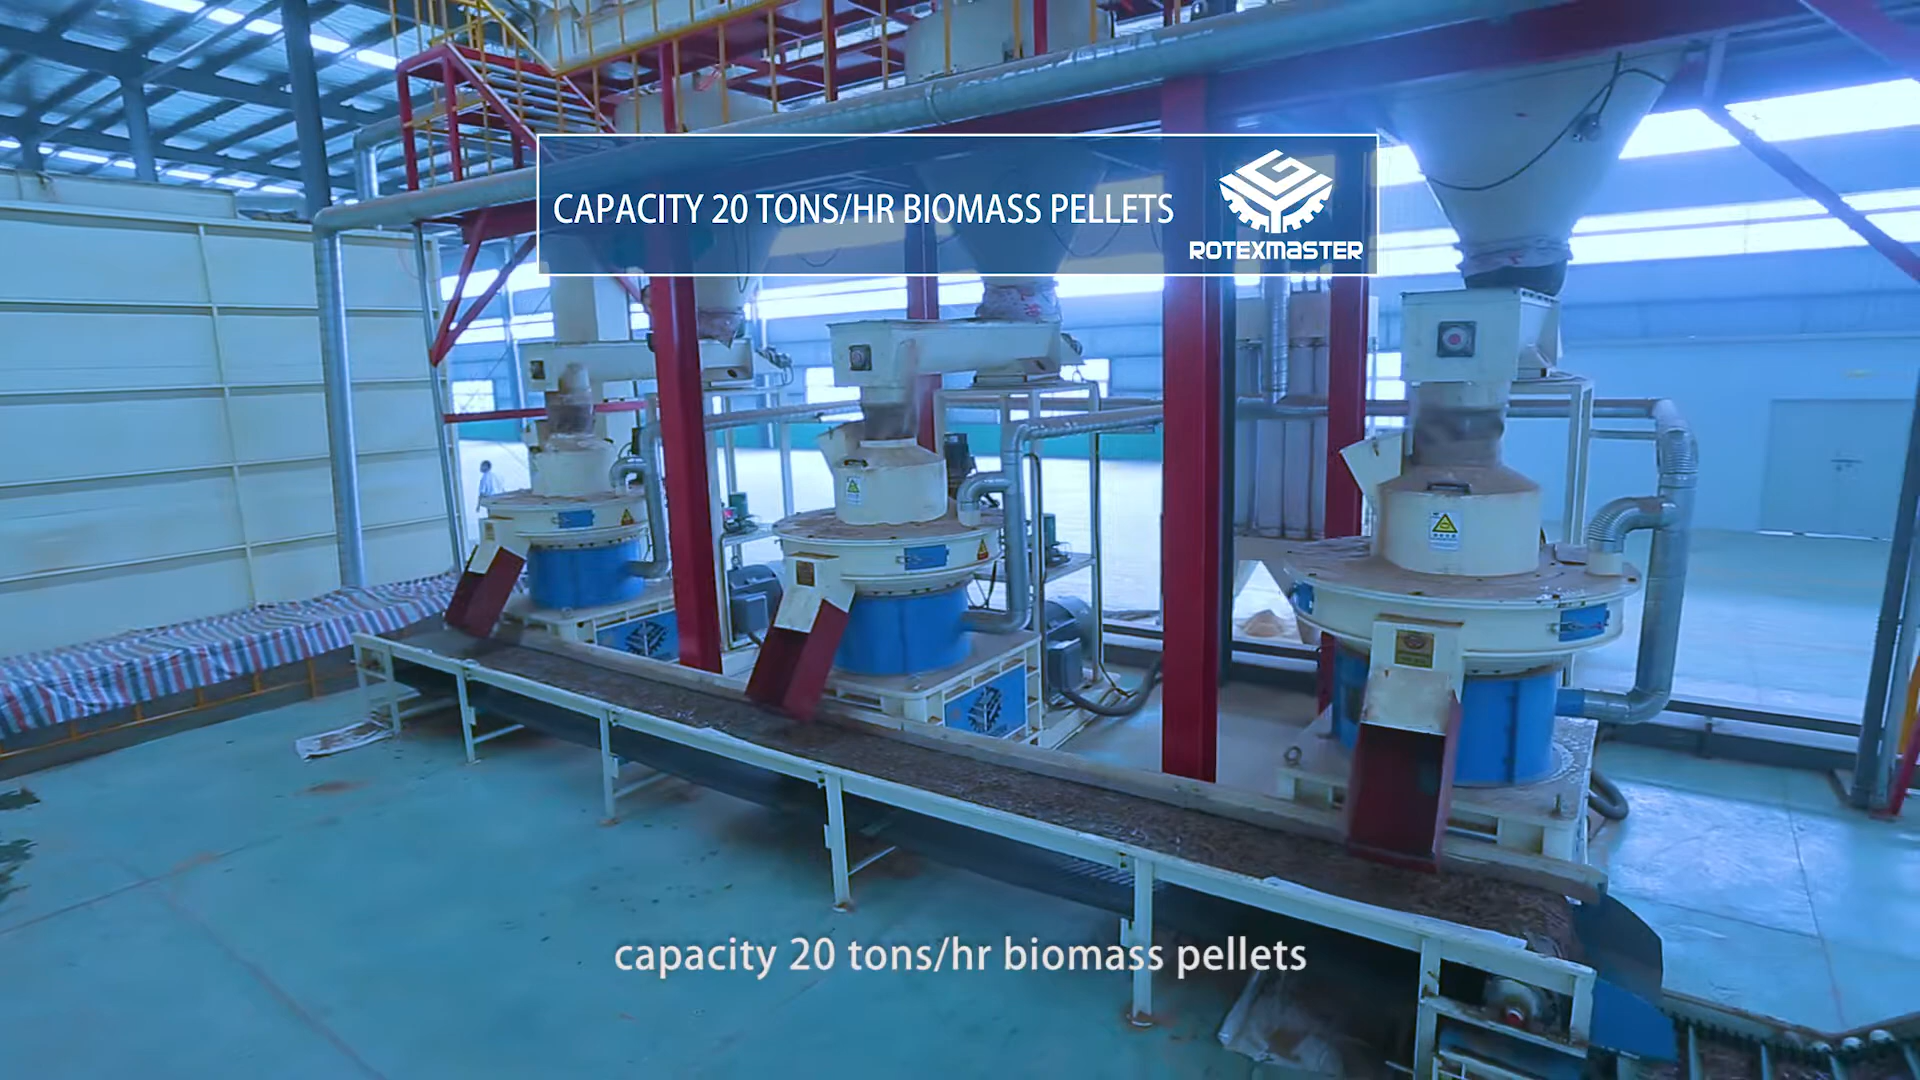 CAPACITY 20 TONS/HR BIOMASS PELLETS
ROTEXMASTER
capacity 20 tons/hr biomass pellets